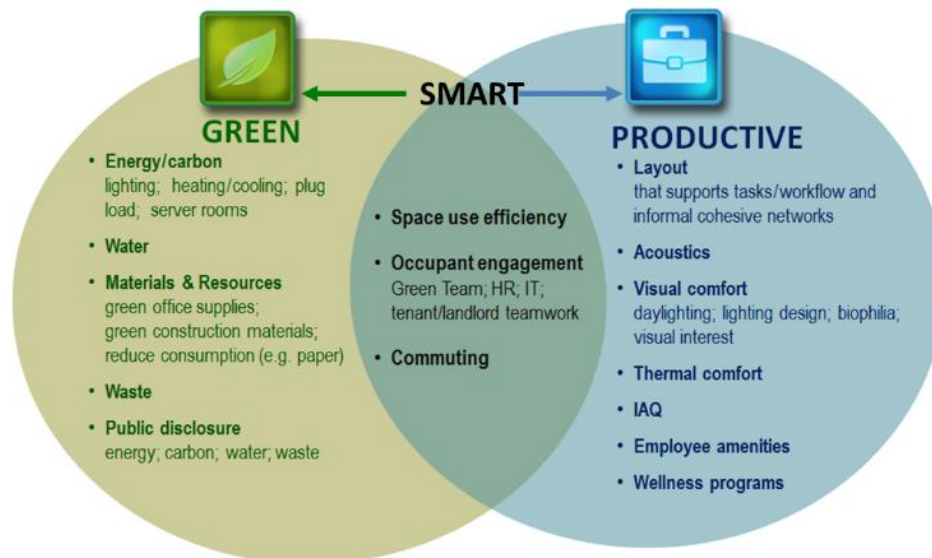 SMART
GREEN
• Energy/carbon
lighting; heating/cooling; plug
load; server rooms
• Water
• Materials & Resources
green office supplies;
green construction materials;
reduce consumption (e.g. paper)
• Waste
• Public disclosure
energy; carbon; water; waste
• Space use efficiency
• Occupant engagement
Green Team; HR; IT;
tenant/landlord teamwork
• Commuting
PRODUCTIVE
• Layout
that supports tasks/workflow and
informal cohesive networks
• Acoustics
• Visual comfort
daylighting; lighting design; biophilia;
visual interest
• Thermal comfort
• IAQ
• Employee amenities
• Wellness programs